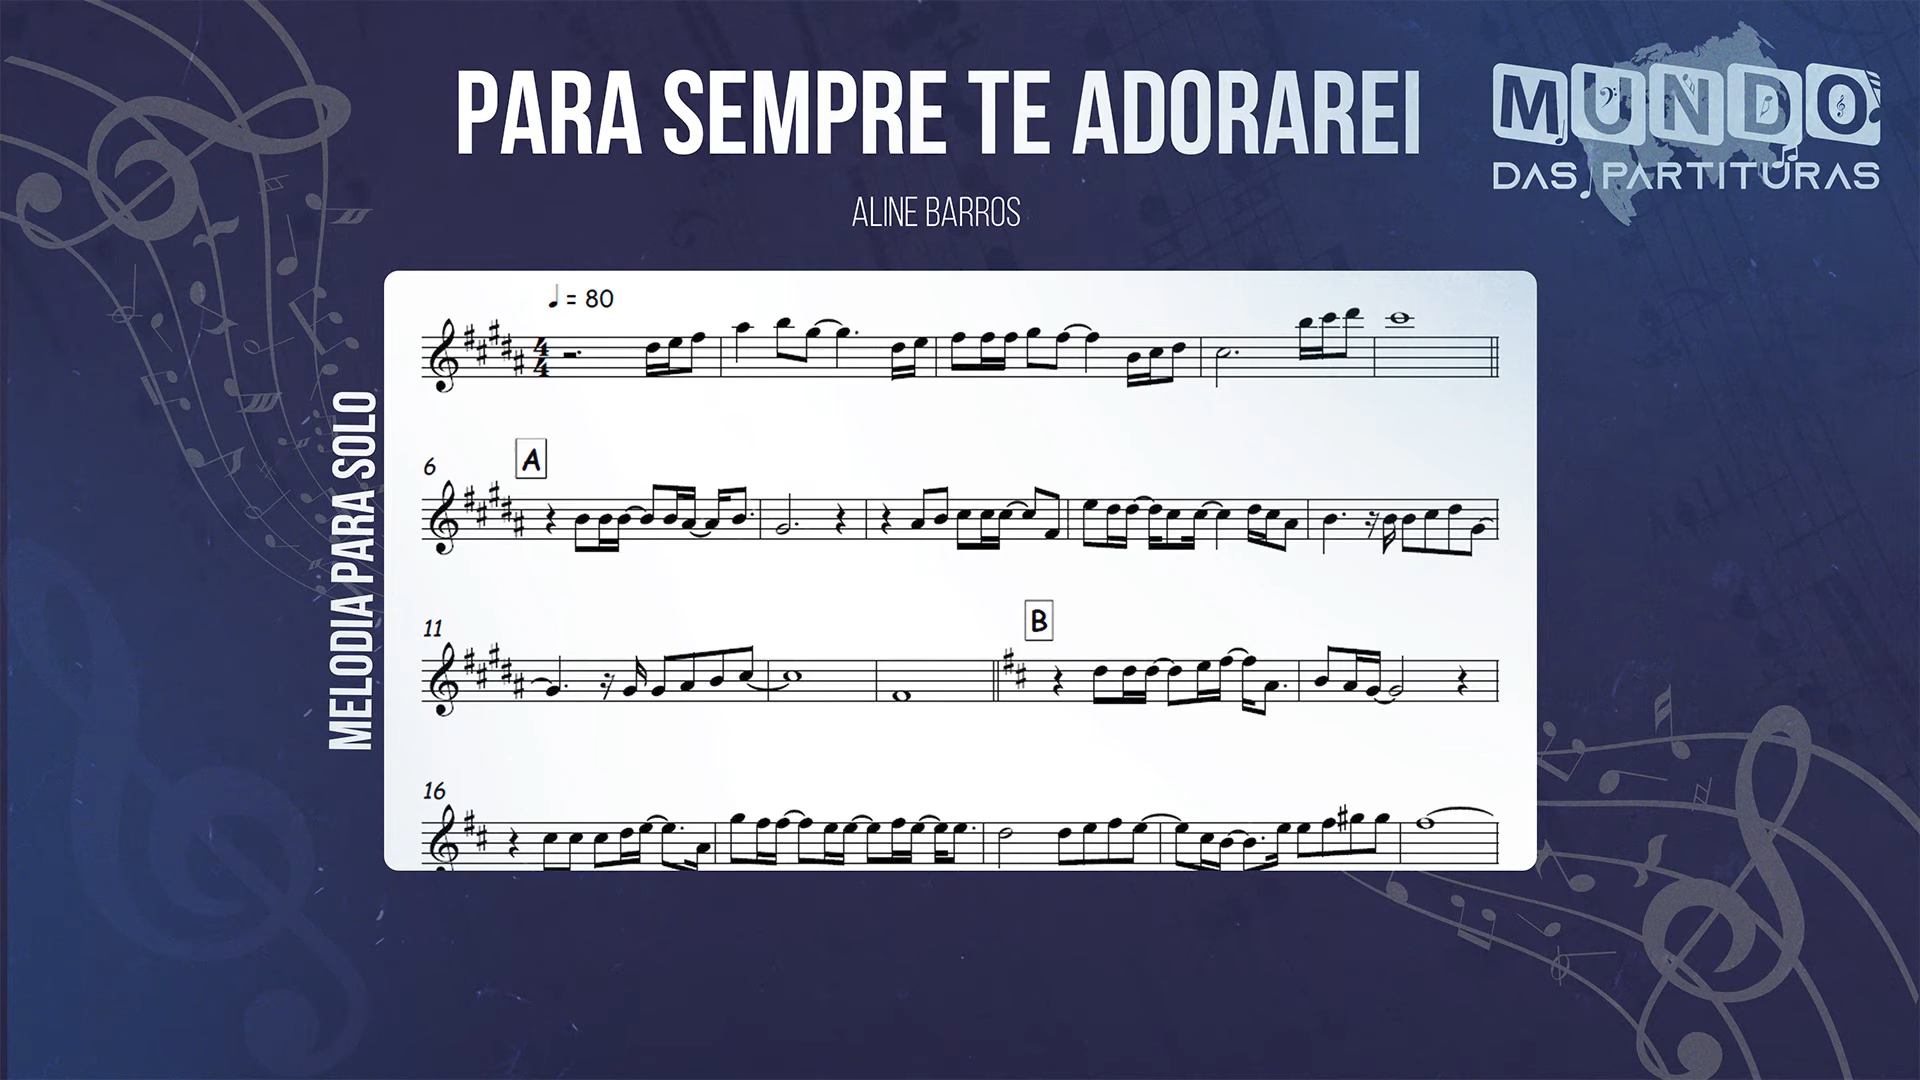 PARA SEMPRE TE ADORAREI
MUNDO
DAS PARTITURAS
ALINE BARROS
MELODIA PARA SOLO
♩ = 80
4
4
6
A
11
B
16